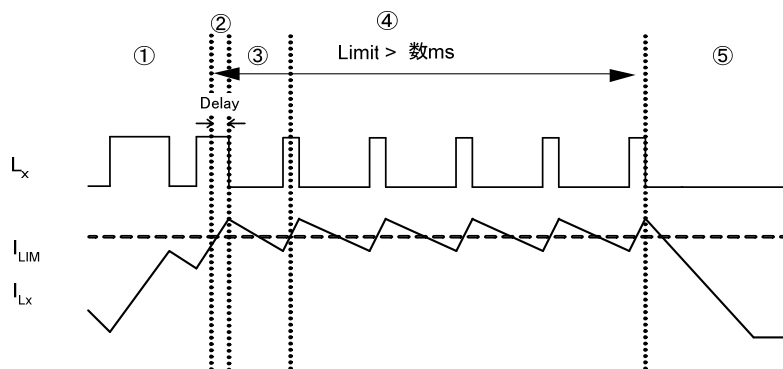 ②
④
①
③
Limit > 数ms
⑤
Delay
Lx
ILIM
ILx